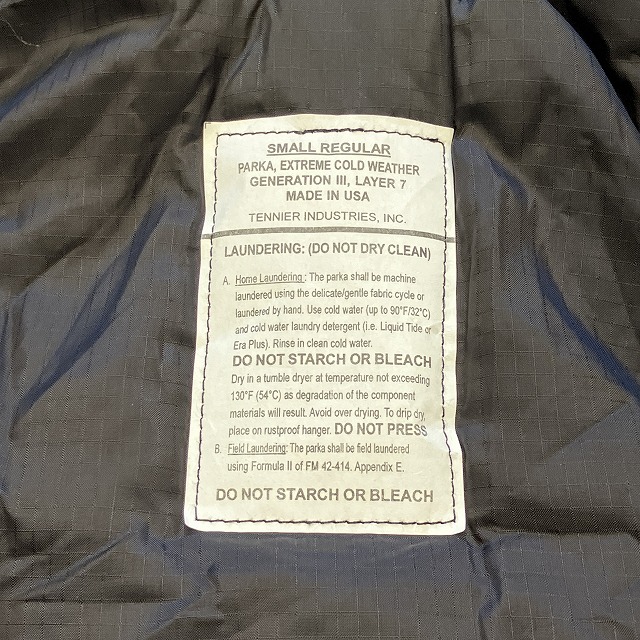 SMALL REGULAR
PARKA, EXTREME COLD WEATHER
GENERATION III, LAYER 7
MADE IN USA
TENNIER INDUSTRIES, INC.
LAUNDERING: (DO NOT DRY CLEAN)
A. Home Laundering : The parka shall be machine
laundered using the delicate/gentle fabric cycle or
laundered by hand. Use cold water (up to 90°F/32°C)
and cold water laundry detergent (i.e. Liquid Tide or
Era Plus). Rinse in clean cold water.
DO NOT STARCH OR BLEACH
Dry in a tumble dryer at temperature not exceeding
130°F (54°C) as degradation of the component
materials will result. Avoid over drying. To drip dry,
place on rustproof hanger. DO NOT PRESS
B. Field Laundering: The parka shall be field laundered
using Formula II of FM 42-414. Appendix E.
DO NOT STARCH OR BLEACH